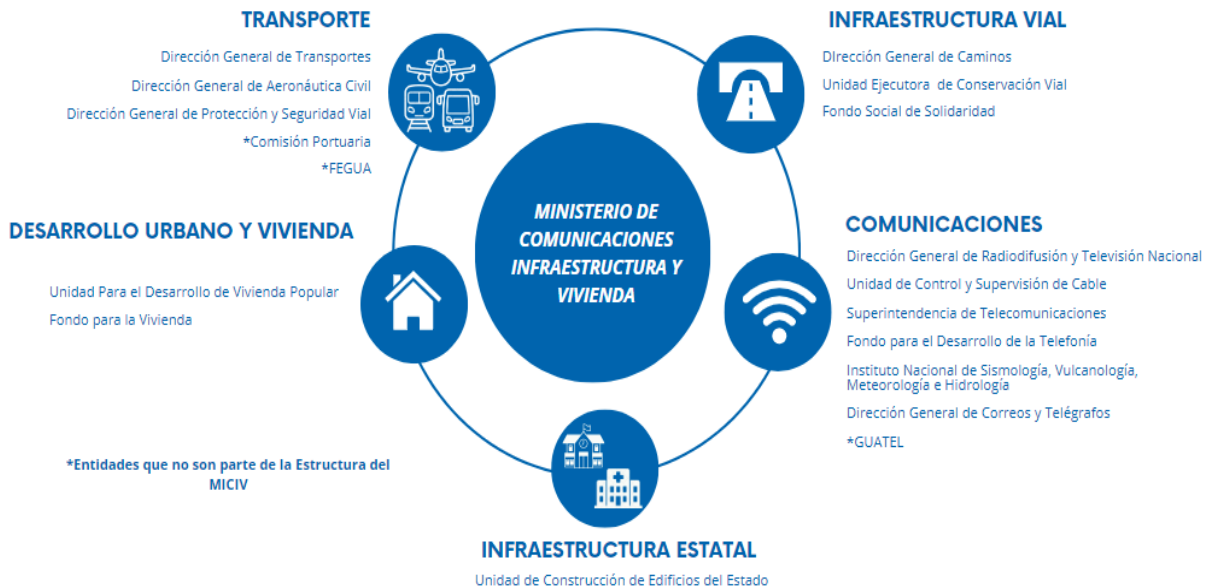 TRANSPORTE
Dirección General de Transportes
Dirección General de Aeronáutica Civil
Dirección General de Protección y Seguridad Vial
*Comisión Portuaria
*FEGUA
INFRAESTRUCTURA VIAL
DIrección General de Caminos
Unidad Ejecutora de Conservación Vial
Fondo Social de Solidaridad
MINISTERIO DE
COMUNICACIONES
INFRAESTRUCTURA Y
VIVIENDA
DESARROLLO URBANO Y VIVIENDA
Unidad Para el Desarrollo de Vivienda Popular
Fondo para la Vivienda
COMUNICACIONES
Dirección General de Radiodifusión y Televisión Nacional
Unidad de Control y Supervisión de Cable
Superintendencia de Telecomunicaciones
Fondo para el Desarrollo de la Telefonía
Instituto Nacional de Sismología, Vulcanología,
Meteorología e Hidrología
Dirección General de Correos y Telégrafos
*GUATEL
*Entidades que no son parte de la Estructura del
MICIV
INFRAESTRUCTURA ESTATAL
Unidad de Construcción de Edificios del Estado